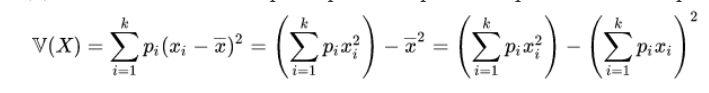 𝕍(X) = \sum_{i=1}^{k} p_i(x_i − \overline{x})^2 = \left( \sum_{i=1}^{k} p_i x_i^2 \right) − \overline{x}^2 = \left( \sum_{i=1}^{k} p_i x_i^2 \right) − \left( \sum_{i=1}^{k} p_i x_i \right)^2